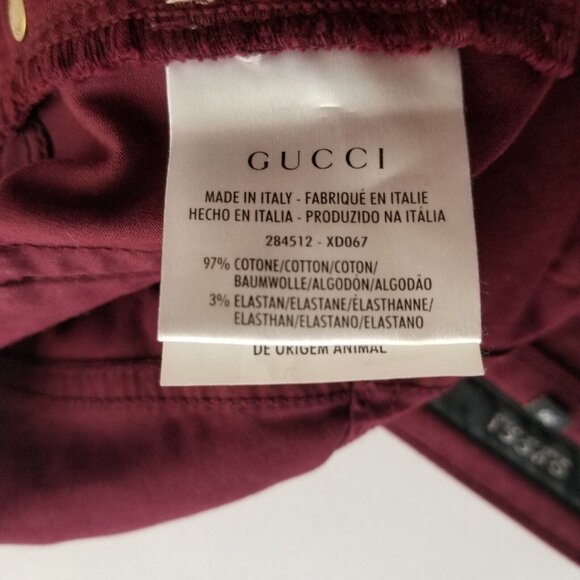 GUCCI
MADE IN ITALY - FABRIQUÉ EN ITALIE
HECHO EN ITALIA - PRODUZIDO NA ITÁLIA
284512 - XD067
97% COTONE/COTTON/COTON/
BAUMWOLLE/ALGODÓN/ALGODÃO
3% ELASTAN/ELASTANE/ÉLASTHANNE/
ELASTHAN/ELASTANO/ELASTANO
DE ORIGEM ANIMAL